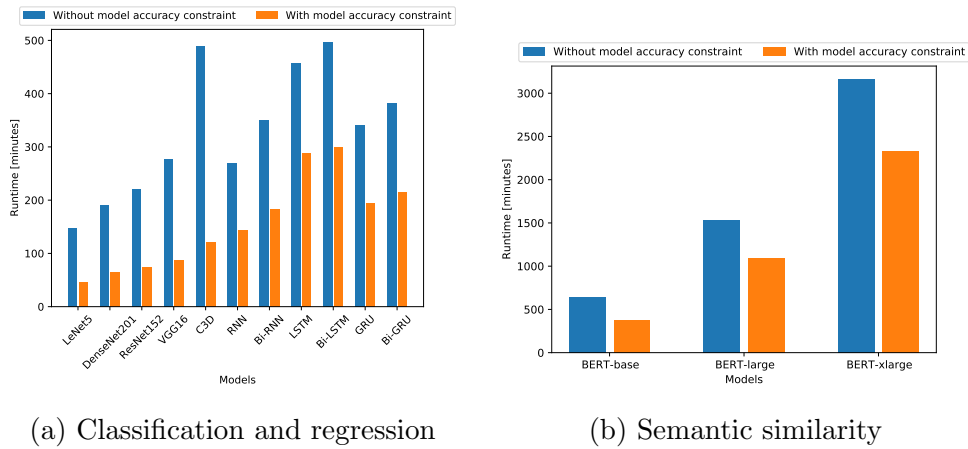 Without model accuracy constraint With model accuracy constraint
500
400
300
200
100
0
Runtime [minutes]
LeNet5 DenseNet201 ResNet152 VGG16 C3D RNN Bi-RNN LSTM Bi-LSTM GRU Bi-GRU
Models
(a) Classification and regression
Without model accuracy constraint With model accuracy constraint
3000
2500
2000
1500
1000
500
0
Runtime [minutes]
BERT-base BERT-large BERT-xlarge
Models
(b) Semantic similarity